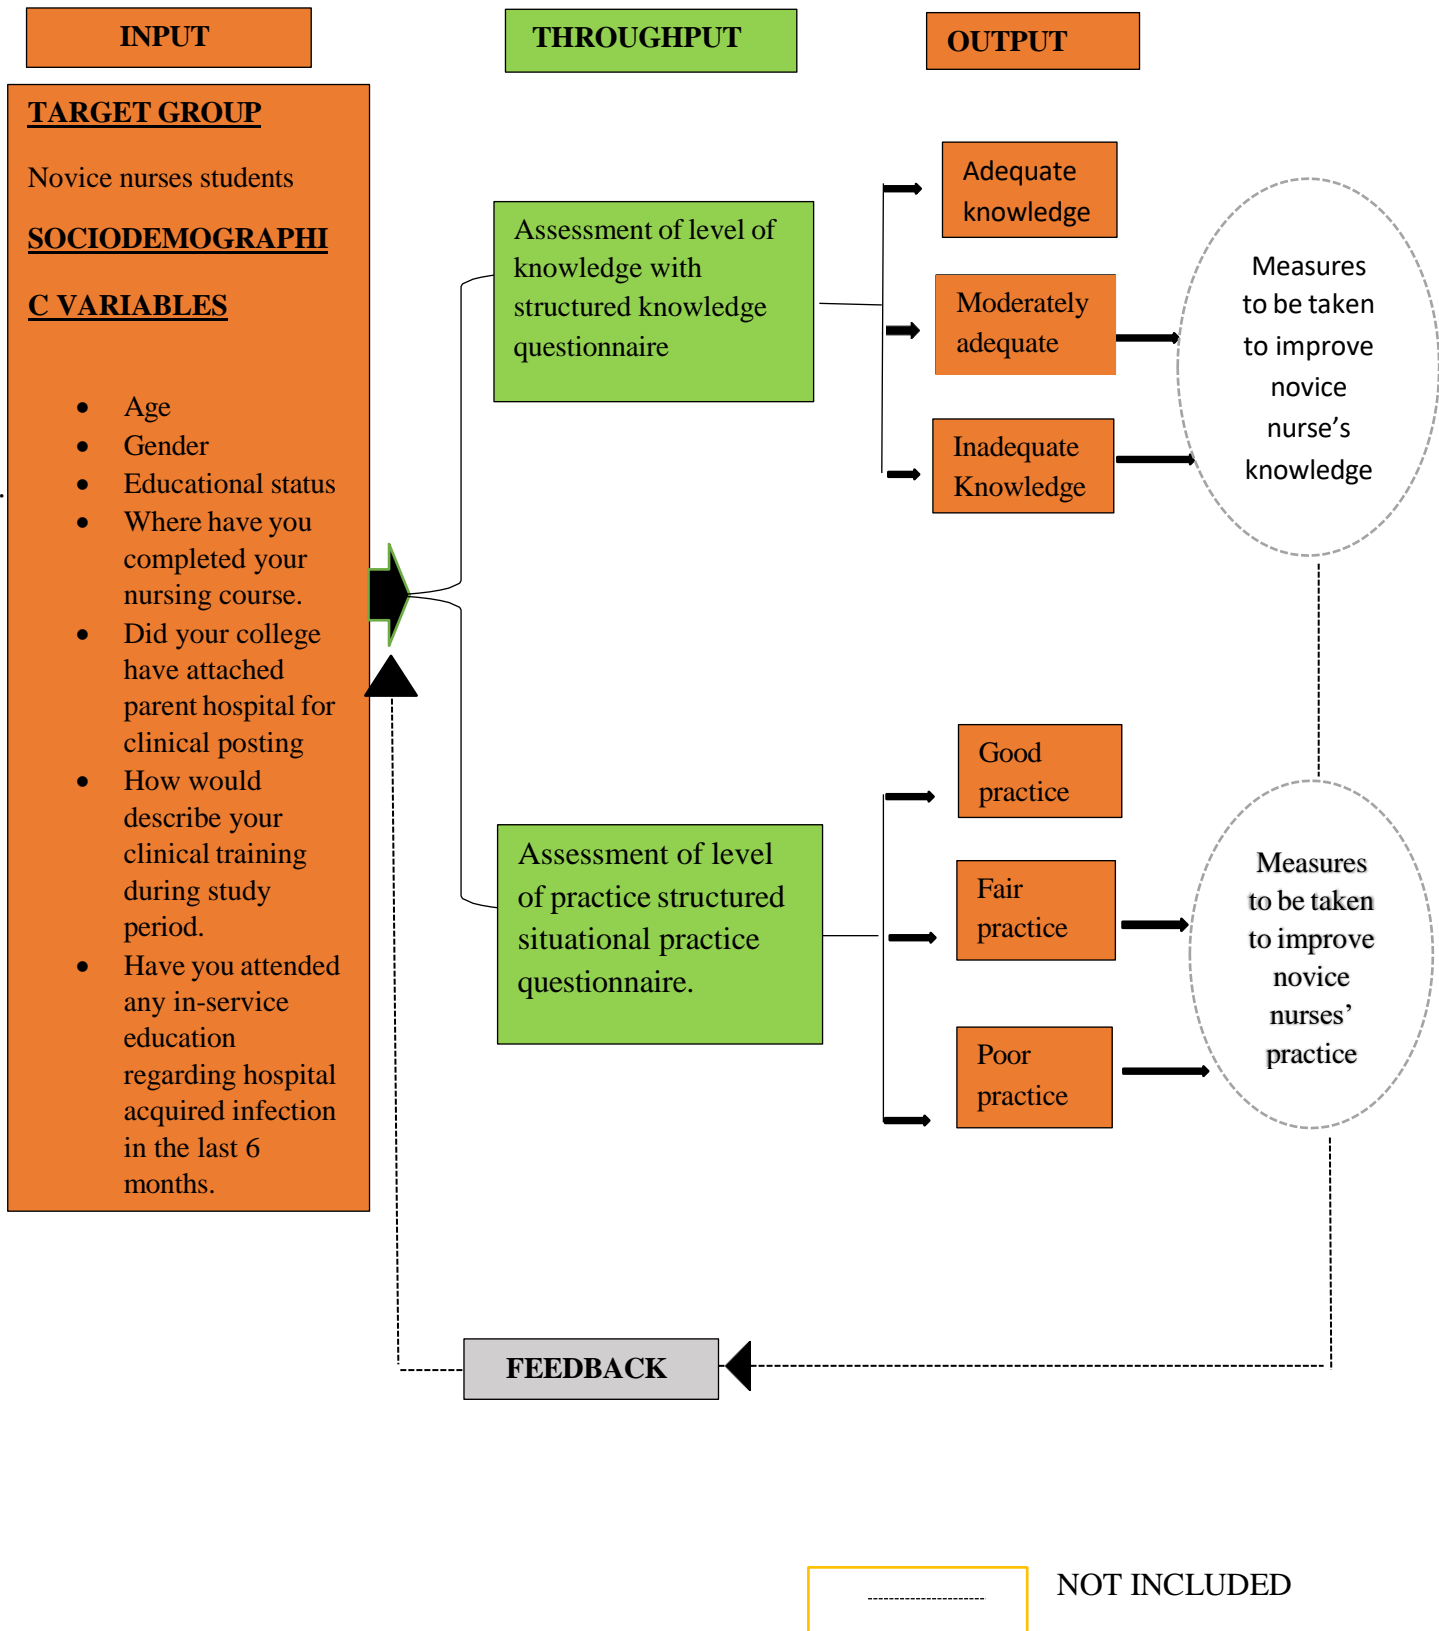 INPUT
THROUGHPUT
OUTPUT
TARGET GROUP
Novice nurses students
SOCIODEMOGRAPHI
C VARIABLES
• Age
• Gender
• Educational status
• Where have you
completed your
nursing course.
• Did your college
have attached
parent hospital for
clinical posting
• How would
describe your
clinical training
during study
period.
• Have you attended
any in-service
education
regarding hospital
acquired infection
in the last 6
months.
.
Assessment of level of
knowledge with
structured knowledge
questionnaire
Adequate
knowledge
Moderately
adequate
Inadequate
Knowledge
Measures
to be taken
to improve
novice
nurse’s
knowledge
Assessment of level
of practice structured
situational practice
questionnaire.
Good
practice
Fair
practice
Poor
practice
Measures
to be taken
to improve
novice
nurses’
practice
FEEDBACK
NOT INCLUDED